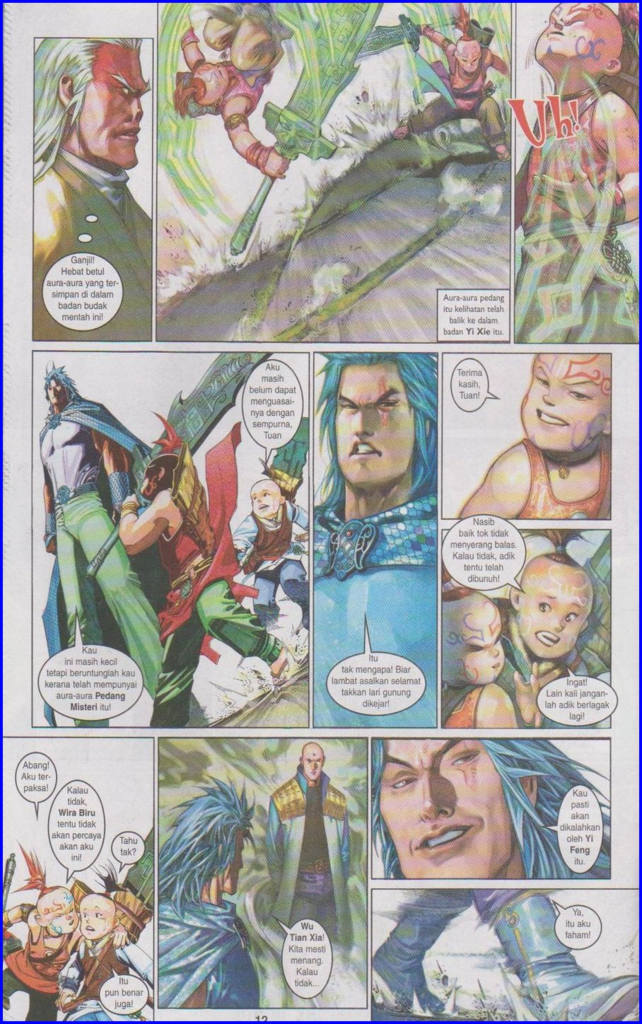 Ganjil!
Hebat betul
aura-aura yang ter-
simpan di dalam
badan budak
mentah ini!
Aura-aura pedang
itu kelihatan telah
balik ke dalam
badan Yi Xie itu.
Uh!
Aku
masih
belum dapat
menguasai-
nya dengan
sempurna,
Tuan
Kau
ini masih kecil
tetapi beruntunglah kau
kerana telah mempunyai
aura-aura Pedang
Misteri itu!
Itu
tak mengapa! Biar
lambat asalkan selamat
takkan lari gunung
dikejar!
Terima
kasih,
Tuan!
Nasib
baik tok tidak
menyerang balas.
Kalau tidak, adik
tentu telah
dibunuh!
Ingat!
Lain kali jangan-
lah adik berlagak
lagi!
Abang!
Aku ter-
paksa!
Kalau
tidak,
Wira Biru
tentu tidak
akan percaya
akan aku
ini!
Tahu
tak?
Itu
pun benar
juga!
Wu
Tian Xia!
Kita mesti
menang.
Kalau
tidak...
Kau
pasti
akan
dikalahkan
oleh Yi
Feng
itu.
Ya,
itu aku
faham!
12